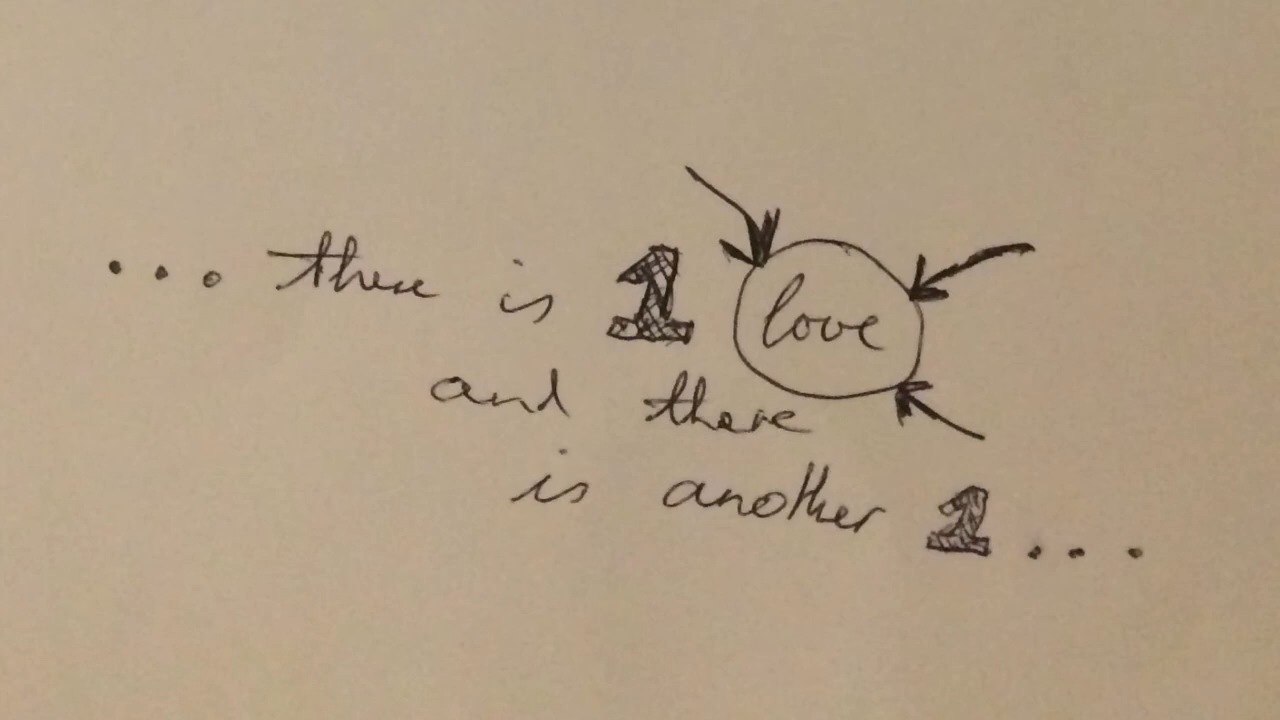 ... there is 1 love
and there
is another 1 ...